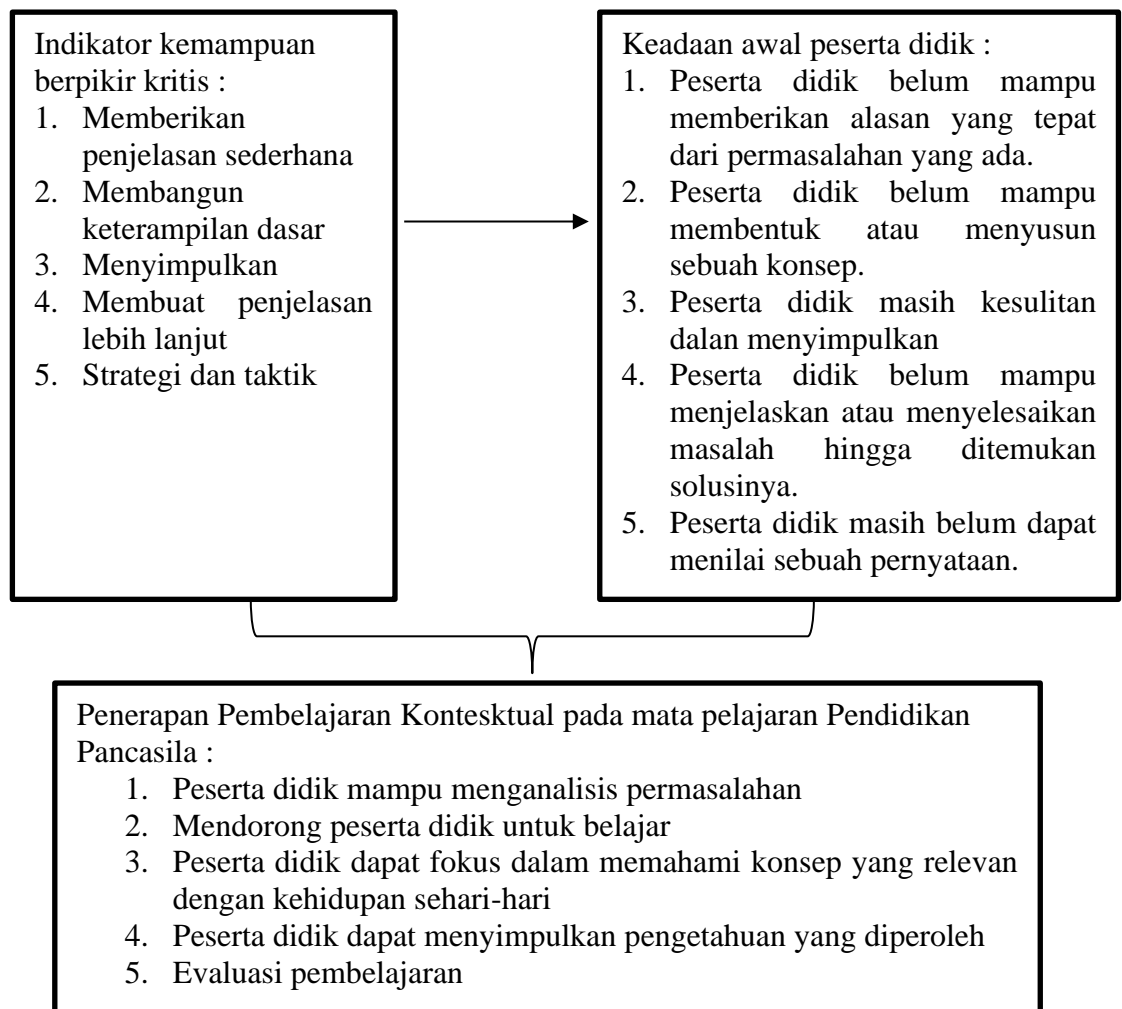 Indikator kemampuan
berpikir kritis :
1. Memberikan
penjelasan sederhana
2. Membangun
keterampilan dasar
3. Menyimpulkan
4. Membuat penjelasan
lebih lanjut
5. Strategi dan taktik
Keadaan awal peserta didik :
1. Peserta didik belum mampu
memberikan alasan yang tepat
dari permasalahan yang ada.
2. Peserta didik belum mampu
membentuk atau menyusun
sebuah konsep.
3. Peserta didik masih kesulitan
dalan menyimpulkan
4. Peserta didik belum mampu
menjelaskan atau menyelesaikan
masalah hingga ditemukan
solusinya.
5. Peserta didik masih belum dapat
menilai sebuah pernyataan.
Penerapan Pembelajaran Kontesktual pada mata pelajaran Pendidikan
Pancasila :
1. Peserta didik mampu menganalisis permasalahan
2. Mendorong peserta didik untuk belajar
3. Peserta didik dapat fokus dalam memahami konsep yang relevan
dengan kehidupan sehari-hari
4. Peserta didik dapat menyimpulkan pengetahuan yang diperoleh
5. Evaluasi pembelajaran